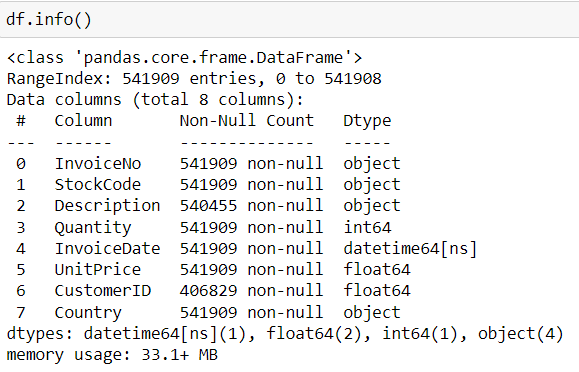 df.info()
<class 'pandas.core.frame.DataFrame'>
RangeIndex: 541909 entries, 0 to 541908
Data columns (total 8 columns):
 #   Column       Non-Null Count   Dtype
---  ------       --------------   -----
 0   InvoiceNo    541909 non-null  object
 1   StockCode    541909 non-null  object
 2   Description  540455 non-null  object
 3   Quantity     541909 non-null  int64
 4   InvoiceDate  541909 non-null  datetime64[ns]
 5   UnitPrice    541909 non-null  float64
 6   CustomerID   406829 non-null  float64
 7   Country      541909 non-null  object
dtypes: datetime64[ns](1), float64(2), int64(1), object(4)
memory usage: 33.1+ MB